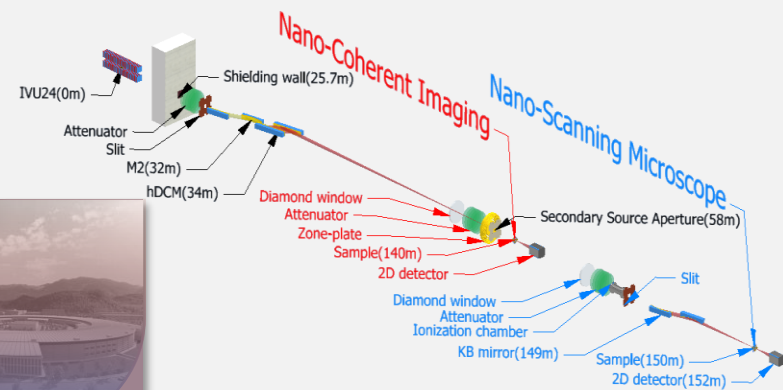 Nano-Coherent Imaging
Nano-Scanning Microscope
IVU24(0m)
Shielding wall(25.7m)
Attenuator
Slit
M2(32m)
hDCM(34m)
Diamond window
Attenuator
Zone-plate
Sample(140m)
2D detector
Secondary Source Aperture(58m)
Diamond window
Attenuator
Ionization chamber
Slit
KB mirror(149m)
Sample(150m)
2D detector(152m)